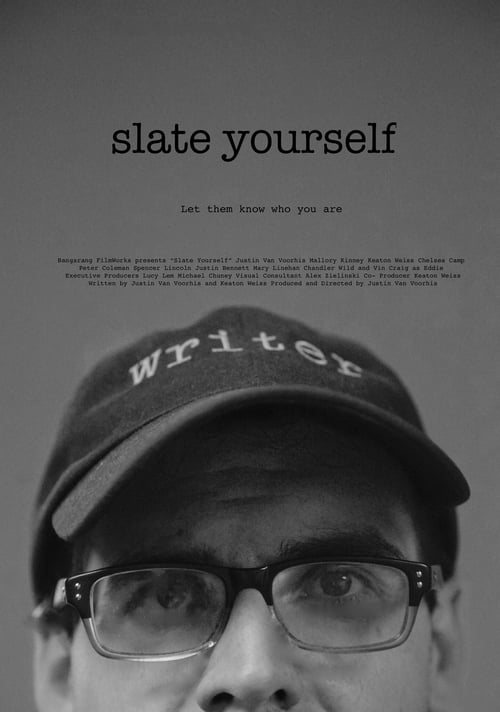 slate yourself
Let them know who you are
Bangarang FilmWorks presents "Slate Yourself" Justin Van Voorhis Mallory Kinney Keaton Weiss Chelsea Camp
Peter Coleman Spencer Lincoln Justin Bennett Mary Linehan Chandler Wild and Vin Craig as Eddie
Executive Producers Lucy Lem Michael Chuney Visual Consultant Alex Zielinski Co- Producer Keaton Weiss
Written by Justin Van Voorhis and Keaton Weiss Produced and Directed by Justin Van Voorhis
writer